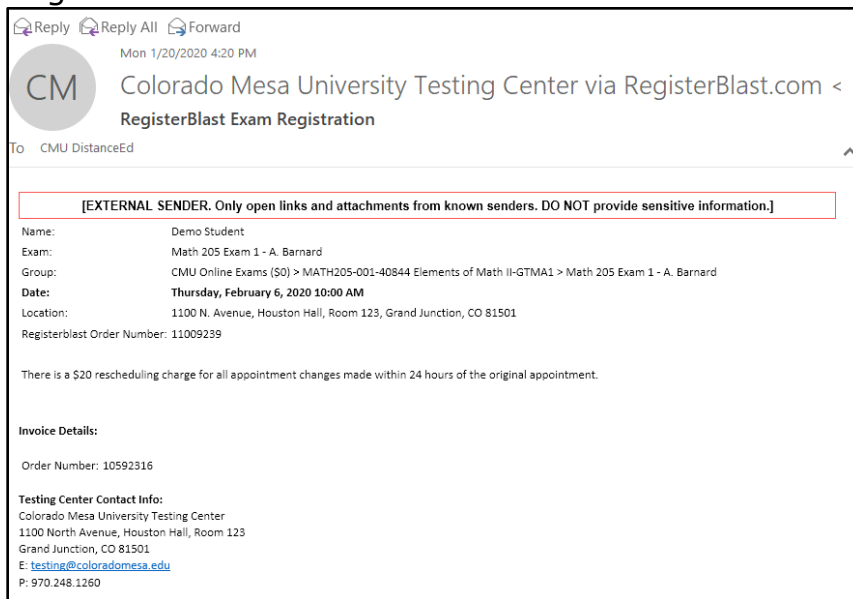 Reply Reply All Forward
Mon 1/20/2020 4:20 PM
CM
Colorado Mesa University Testing Center via RegisterBlast.com <
RegisterBlast Exam Registration
To CMU DistanceEd
[EXTERNAL SENDER. Only open links and attachments from known senders. DO NOT provide sensitive information.]
Name: Demo Student
Exam: Math 205 Exam 1 - A. Barnard
Group: CMU Online Exams ($0) > MATH205-001-40844 Elements of Math II-GTMA1 > Math 205 Exam 1 - A. Barnard
Date: Thursday, February 6, 2020 10:00 AM
Location: 1100 N. Avenue, Houston Hall, Room 123, Grand Junction, CO 81501
Registerblast Order Number: 11009239
There is a $20 rescheduling charge for all appointment changes made within 24 hours of the original appointment.
Invoice Details:
Order Number: 10592316
Testing Center Contact Info:
Colorado Mesa University Testing Center
1100 North Avenue, Houston Hall, Room 123
Grand Junction, CO 81501
E: testing@coloradomesa.edu
P: 970.248.1260